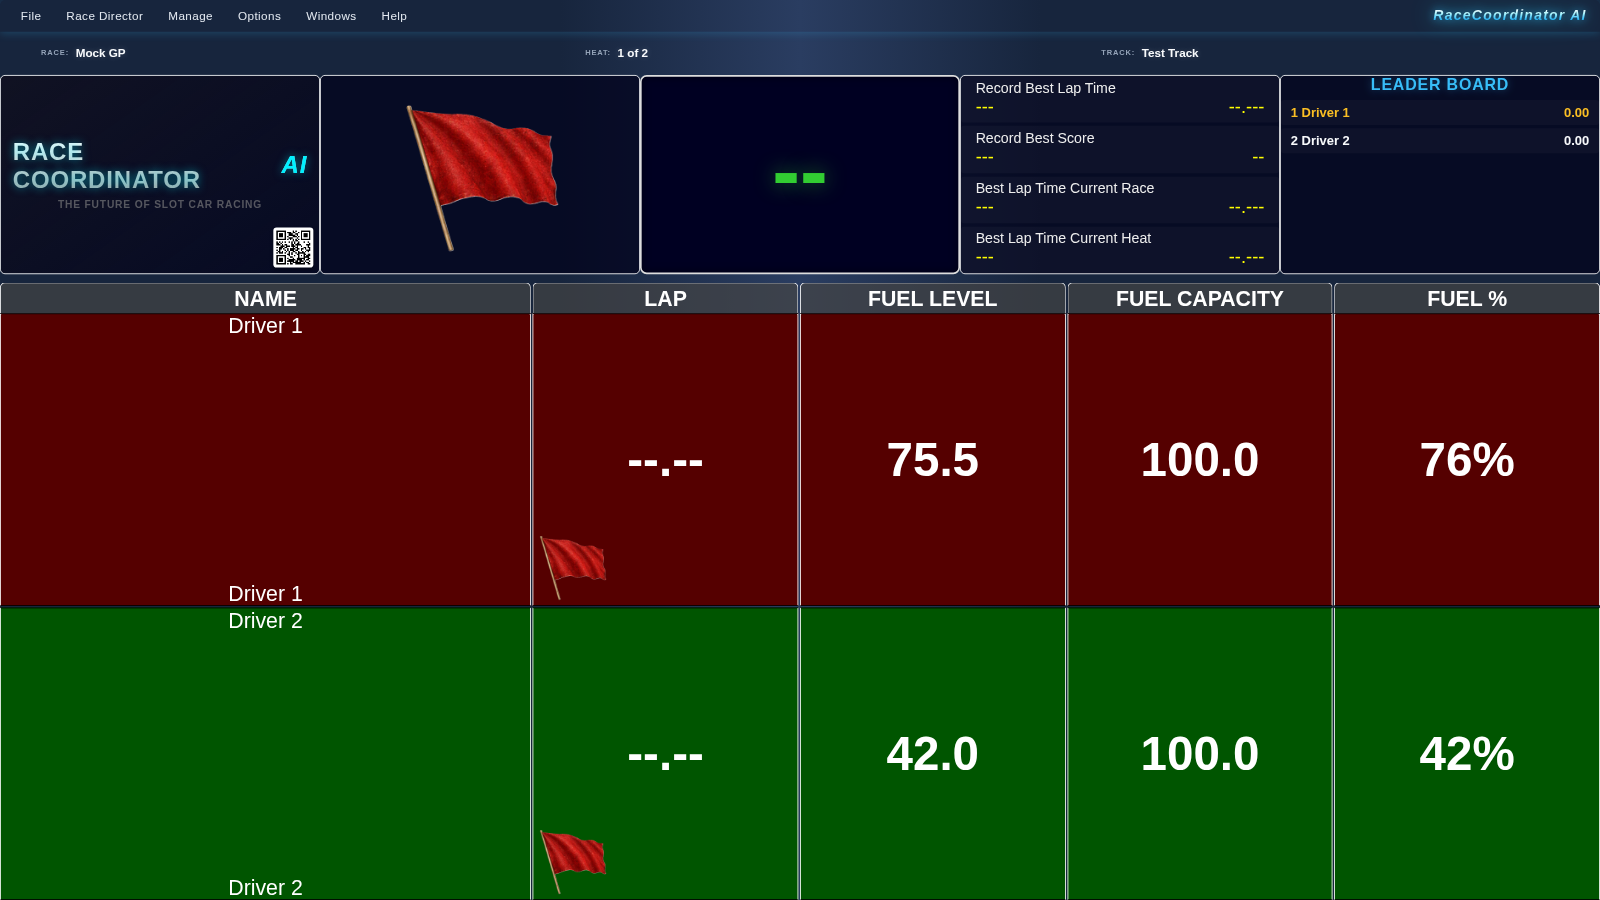 File Race Director Manage Options Windows Help RaceCoordinator AI
RACE: Mock GP HEAT: 1 of 2 TRACK: Test Track
RACE
COORDINATOR
AI
THE FUTURE OF SLOT CAR RACING
--
Record Best Lap Time
--- --.---
Record Best Score
--- --
Best Lap Time Current Race
--- --.---
Best Lap Time Current Heat
--- --.---
LEADER BOARD
1 Driver 1 0.00
2 Driver 2 0.00
NAME LAP FUEL LEVEL FUEL CAPACITY FUEL %
Driver 1
--.-- 75.5 100.0 76%
Driver 1
Driver 2
--.-- 42.0 100.0 42%
Driver 2